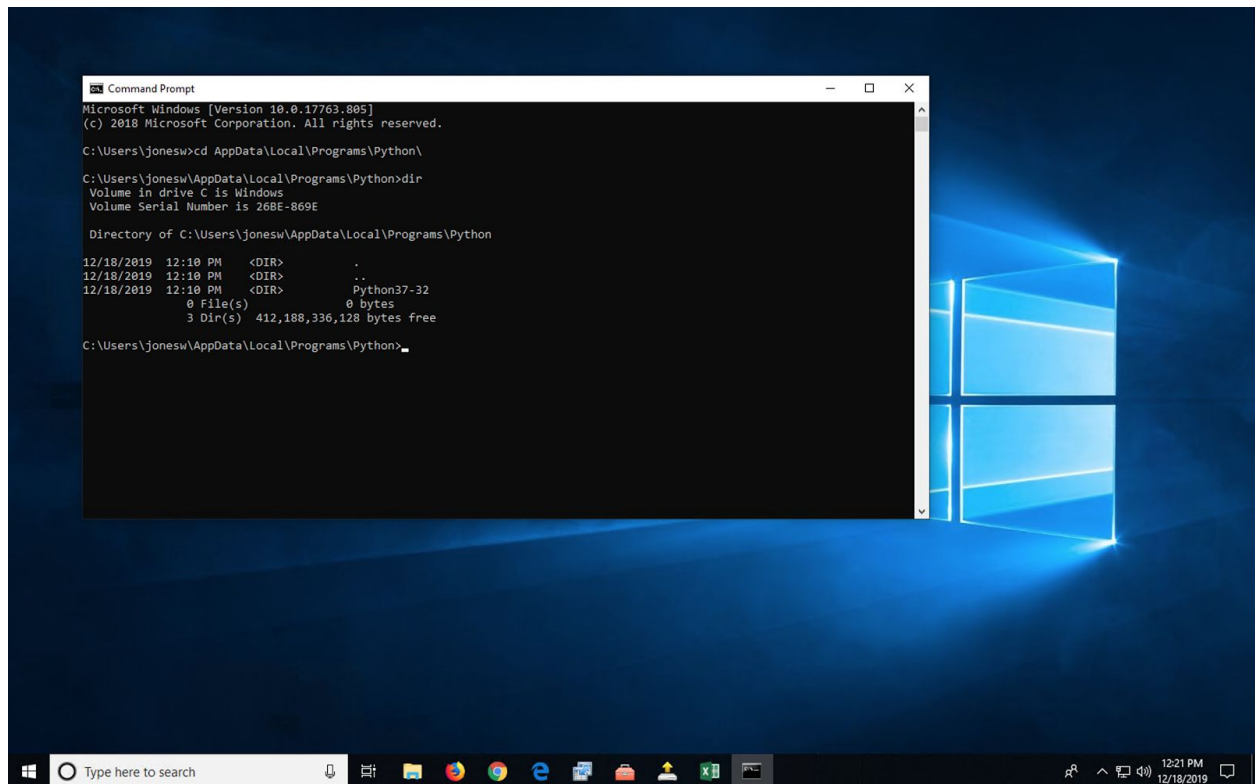 Command Prompt
Microsoft Windows [Version 10.0.17763.805]
(c) 2018 Microsoft Corporation. All rights reserved.
C:\Users\jonesw>cd AppData\Local\Programs\Python\
C:\Users\jonesw\AppData\Local\Programs\Python>dir
Volume in drive C is Windows
Volume Serial Number is 26BE-869E
Directory of C:\Users\jonesw\AppData\Local\Programs\Python
12/18/2019  12:10 PM    <DIR>          .
12/18/2019  12:10 PM    <DIR>          ..
12/18/2019  12:10 PM    <DIR>          Python37-32
0 File(s)              0 bytes
3 Dir(s)  412,188,336,128 bytes free
C:\Users\jonesw\AppData\Local\Programs\Python>
Type here to search
12:21 PM
12/18/2019